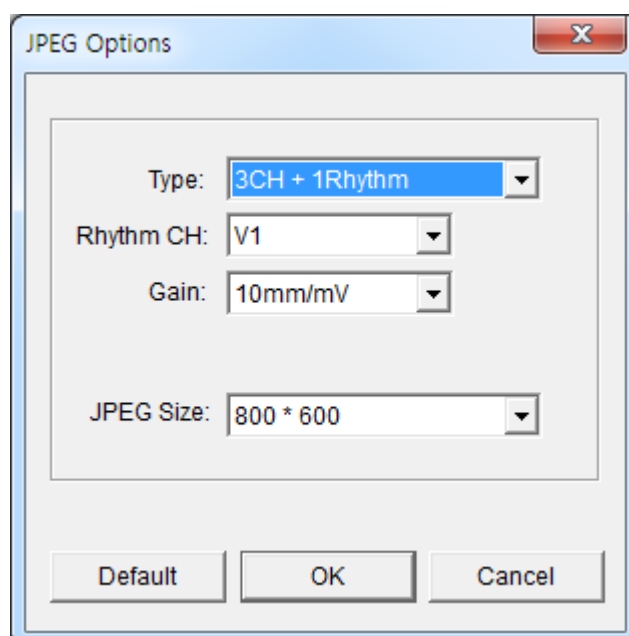 JPEG Options
Type: 3CH + 1Rhythm
Rhythm CH: V1
Gain: 10mm/mV
JPEG Size: 800 * 600
Default OK Cancel